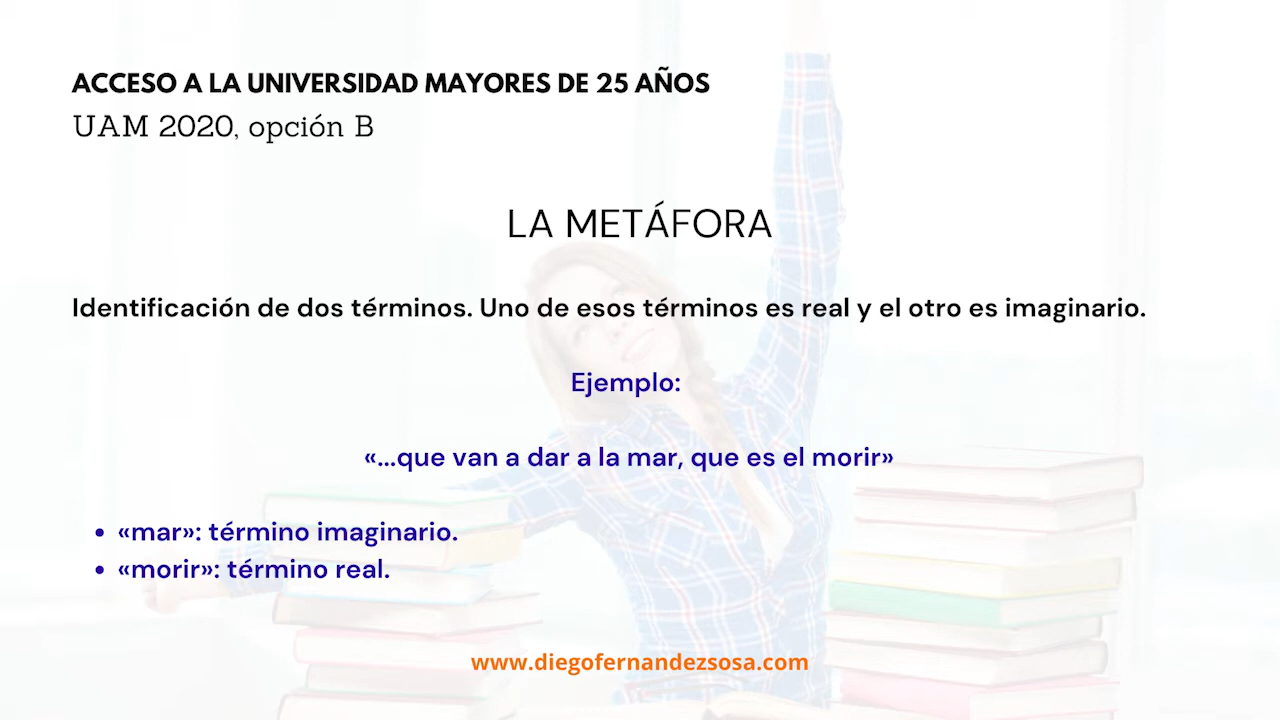 ACCESO A LA UNIVERSIDAD MAYORES DE 25 AÑOS
UAM 2020, opción B
LA METÁFORA
Identificación de dos términos. Uno de esos términos es real y el otro es imaginario.
Ejemplo:
«...que van a dar a la mar, que es el morir»
• «mar»: término imaginario.
• «morir»: término real.
www.diegofernandezsosa.com